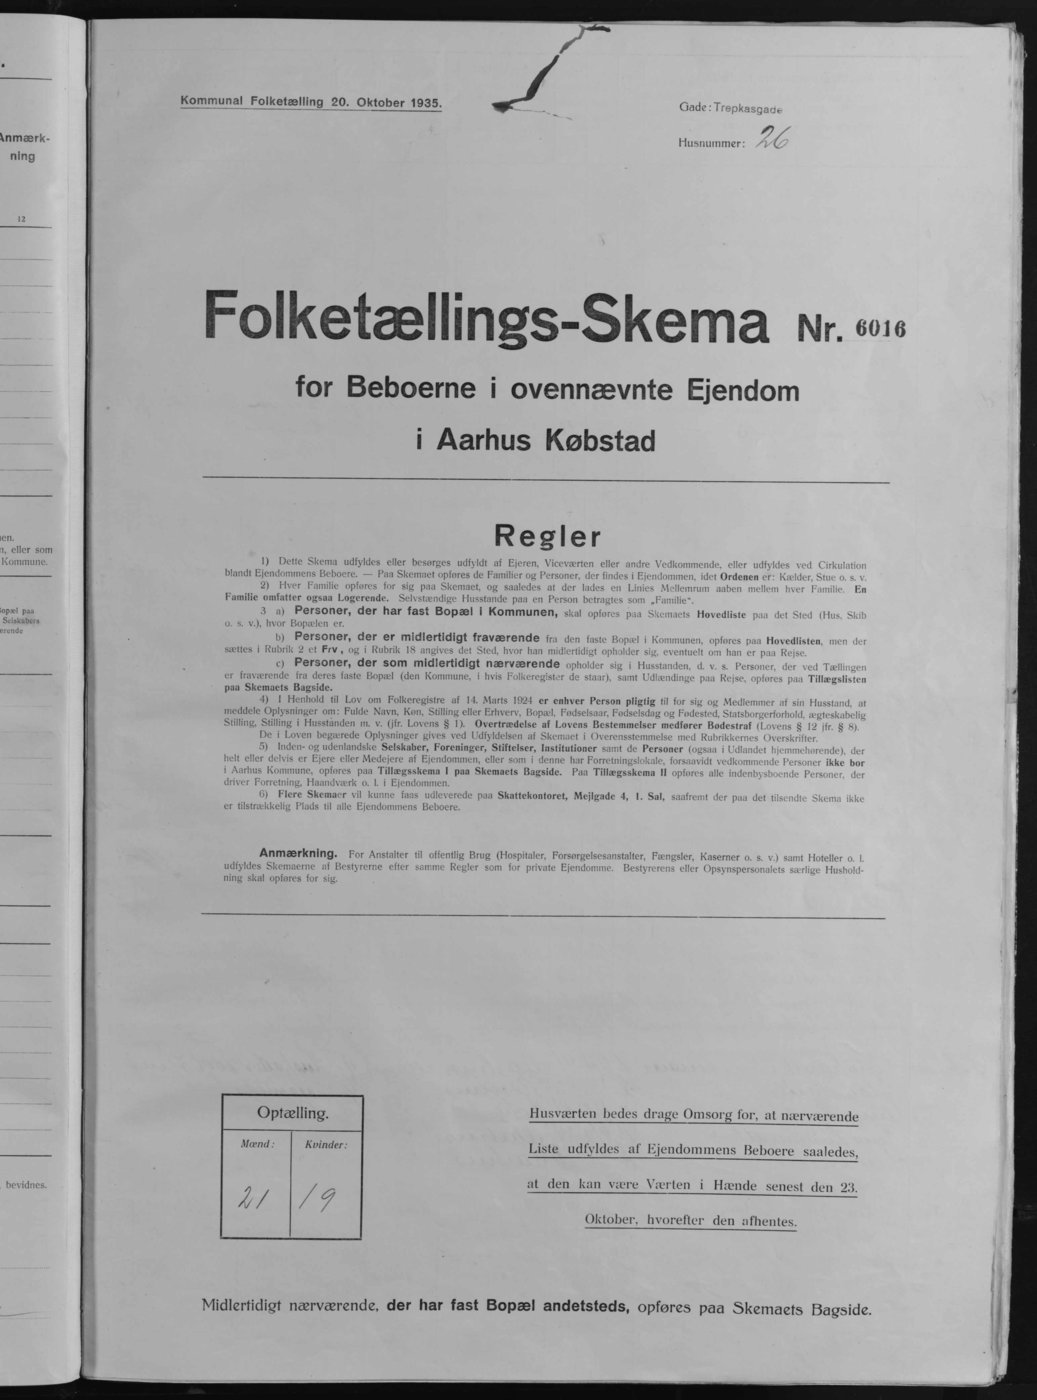 Anmærk-
ning
12
en.
n, eller som
Kommune.
Bopæl paa
Selskabers
ørende
bevidnes.
Kommunal Folketælling 20. Oktober 1935.
Gade: Trepkasgade
Husnummer: 26
Folketællings-Skema Nr. 6016
for Beboerne i ovennævnte Ejendom
i Aarhus Købstad
Regler
1) Dette Skema udfyldes eller besørges udfyldt af Ejeren, Viceværten eller andre Vedkommende, eller udfyldes ved Cirkulation
blandt Ejendommens Beboere. — Paa Skemaet opføres de Familier og Personer, der findes i Ejendommen, idet Ordenen er: Kælder, Stue o. s. v.
2) Hver Familie opføres for sig paa Skemaet, og saaledes at der lades en Linies Mellemrum aaben mellem hver Familie. En
Familie omfatter ogsaa Logerende. Selvstændige Husstande paa en Person betragtes som „Familie“.
3 a) Personer, der har fast Bopæl i Kommunen, skal opføres paa Skemaets Hovedliste paa det Sted (Hus, Skib
o. s. v.), hvor Bopælen er.
b) Personer, der er midlertidigt fraværende fra den faste Bopæl i Kommunen, opføres paa Hovedlisten, men der
sættes i Rubrik 2 et Frv., og i Rubrik 18 angives det Sted, hvor han midlertidigt opholder sig, eventuelt om han er paa Rejse.
c) Personer, der som midlertidigt nærværende opholder sig i Husstanden, d. v. s. Personer, der ved Tællingen
er fraværende fra deres faste Bopæl (den Kommune, i hvis Folkeregister de staar), samt Udlændinge paa Rejse, opføres paa Tillægslisten
paa Skemaets Bagside.
4) I Henhold til Lov om Folkeregistre af 14. Marts 1924 er enhver Person pligtig til for sig og Medlemmer af sin Husstand, at
meddele Oplysninger om: Fulde Navn, Køn, Stilling eller Erhverv, Bopæl, Fødselsaar, Fødselsdag og Fødested, Statsborgerforhold, ægteskabelig
Stilling, Stilling i Husstanden m. v. (jfr. Lovens § 1). Overtrædelse af Lovens Bestemmelser medfører Bødestraf (Lovens § 12 jfr. § 8).
De i Loven begærede Oplysninger gives ved Udfyldelsen af Skemaet i Overensstemmelse med Rubrikkernes Overskrifter.
5) Inden- og udenlandske Selskaber, Foreninger, Stiftelser, Institutioner samt de Personer (ogsaa i Udlandet hjemmehørende), der
helt eller delvis er Ejere eller Medejere af Ejendommen, eller som i denne har Forretningslokale, forsaavidt vedkommende Personer ikke bor
i Aarhus Kommune, opføres paa Tillægsskema I paa Skemaets Bagside. Paa Tillægsskema II opføres alle indenbysboende Personer, der
driver Forretning, Haandværk o. l. i Ejendommen.
6) Flere Skemaer vil kunne faas udleverede paa Skattekontoret, Mejlgade 4, 1. Sal, saafremt der paa det tilsendte Skema ikke
er tilstrækkelig Plads til alle Ejendommens Beboere.
Anmærkning. For Anstalter til offentlig Brug (Hospitaler, Forsørgelsesanstalter, Fængsler, Kaserner o. s. v.) samt Hoteller o. l.
udfyldes Skemaerne af Bestyrerne efter samme Regler som for private Ejendomme. Bestyrerens eller Opsynspersonalets særlige Hushold-
ning skal opføres for sig.
Optælling.
Mænd: Kvinder:
21 19
Husværten bedes drage Omsorg for, at nærværende
Liste udfyldes af Ejendommens Beboere saaledes,
at den kan være Værten i Hænde senest den 23.
Oktober, hvorefter den afhentes.
Midlertidigt nærværende, der har fast Bopæl andetsteds, opføres paa Skemaets Bagside.